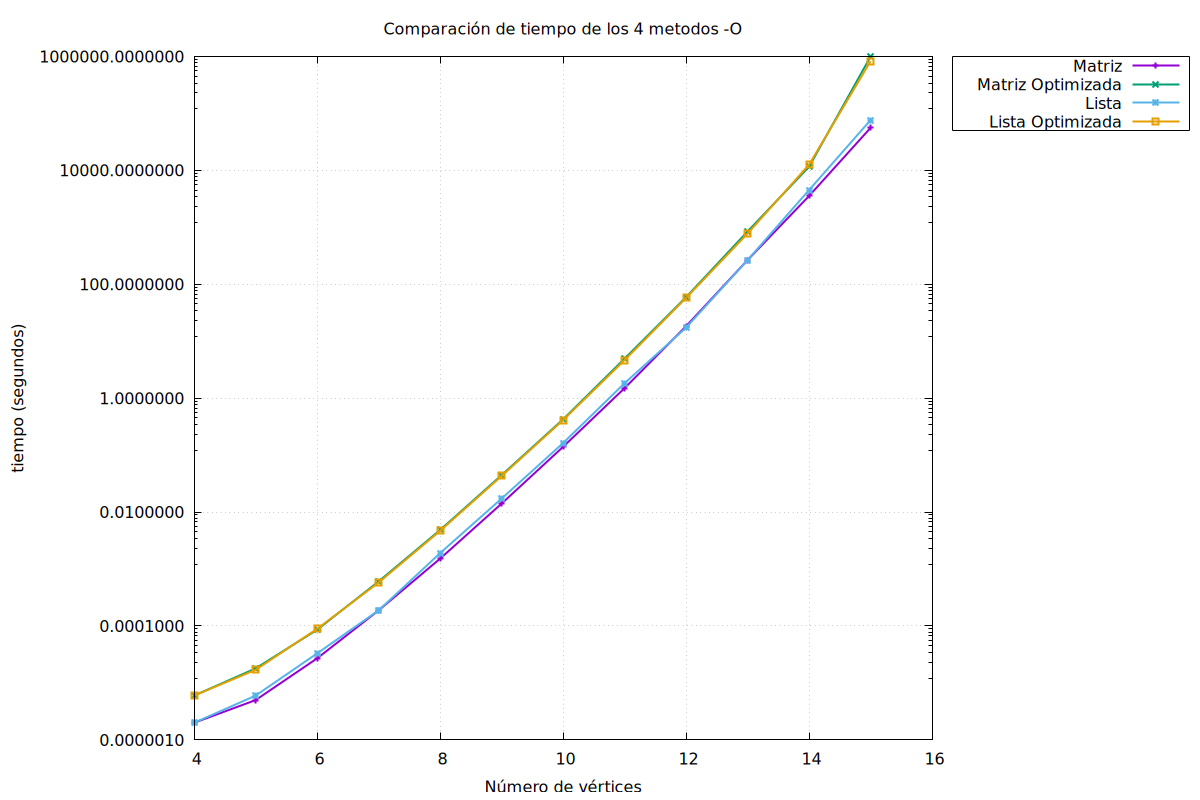 Comparación de tiempo de los 4 metodos -O
1000000.0000000
10000.0000000
100.0000000
1.0000000
0.0100000
0.0001000
0.0000010
4 6 8 10 12 14 16
tiempo (segundos)
Número de vértices
Matriz
Matriz Optimizada
Lista
Lista Optimizada